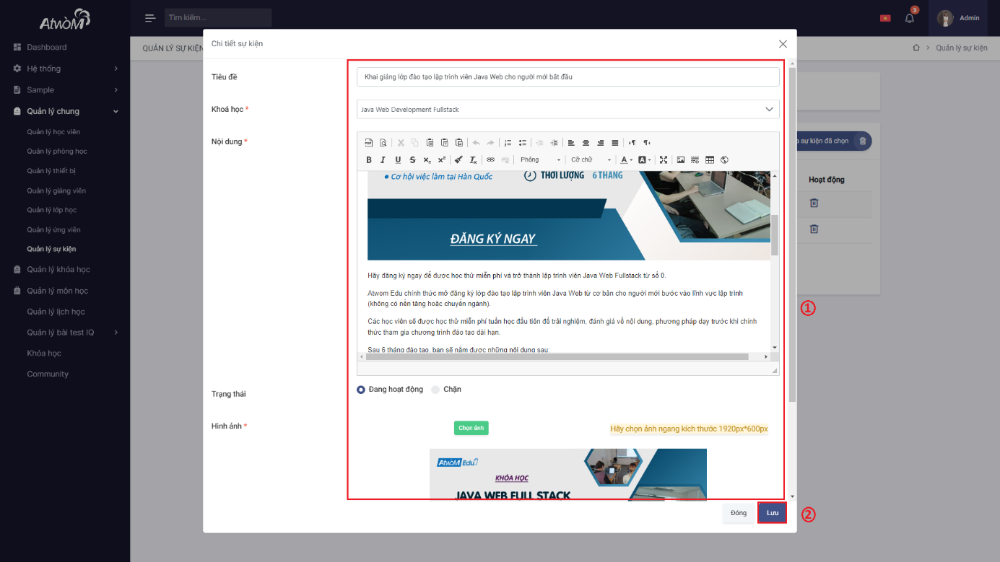 AtwoM
Tìm kiếm...
3
Admin
Dashboard
Hệ thống
Sample
Quản lý chung
Quản lý học viên
Quản lý phòng học
Quản lý thiết bị
Quản lý giảng viên
Quản lý lớp học
Quản lý ứng viên
Quản lý sự kiện
Quản lý khóa học
Quản lý môn học
Quản lý lịch học
Quản lý bài test IQ
Khóa học
Community
QUẢN LÝ SỰ KIỆN
Quản lý sự kiện
Chi tiết sự kiện
Tiêu đề
Khai giảng lớp đào tạo lập trình viên Java Web cho người mới bắt đầu
Khoá học *
Java Web Development Fullstack
Nội dung *
Phông
Cỡ chữ
• Cơ hội việc làm tại Hàn Quốc
THỜI LƯỢNG 6 THÁNG
ĐĂNG KÝ NGAY
Hãy đăng ký ngay để được học thử miễn phí và trở thành lập trình viên Java Web Fullstack từ số 0.
Atwom Edu chính thức mở đăng ký lớp đào tạo lập trình viên Java Web từ cơ bản cho người mới bước vào lĩnh vực lập trình
(không có nền tảng hoặc chuyển ngành).
Các học viên sẽ được học thử miễn phí tuần học đầu tiên để trải nghiệm, đánh giá về nội dung, phương pháp dạy trước khi chính
thức tham gia chương trình đào tạo dài hạn.
Sau 6 tháng đào tạo, bạn sẽ nắm được những nội dung sau:
Trạng thái
Đang hoạt động
Chặn
Hình ảnh *
Chọn ảnh
Hãy chọn ảnh ngang kích thước 1920px*600px
AtwoM Edu
KHÓA HỌC
JAVA WEB FULL STACK
Đóng
Lưu
a sự kiện đã chọn
Hoạt động
①
②